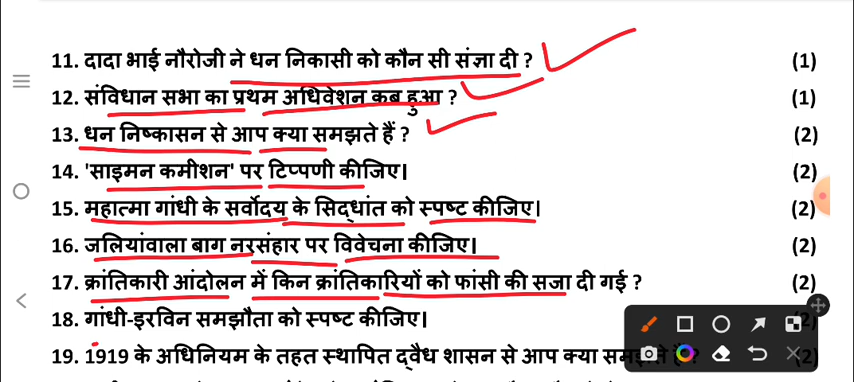 11. दादा भाई नौरोजी ने धन निकासी को कौन सी संज्ञा दी ? (1)
12. संविधान सभा का प्रथम अधिवेशन कब हुआ ? (1)
13. धन निष्कासन से आप क्या समझते हैं ? (2)
14. 'साइमन कमीशन' पर टिप्पणी कीजिए। (2)
15. महात्मा गांधी के सर्वोदय के सिद्धांत को स्पष्ट कीजिए। (2)
16. जलियांवाला बाग नरसंहार पर विवेचना कीजिए। (2)
17. क्रांतिकारी आंदोलन में किन क्रांतिकारियों को फांसी की सजा दी गई ? (2)
18. गांधी-इरविन समझौता को स्पष्ट कीजिए। (2)
19. 1919 के अधिनियम के तहत स्थापित द्वैध शासन से आप क्या समझते हैं ? (2)